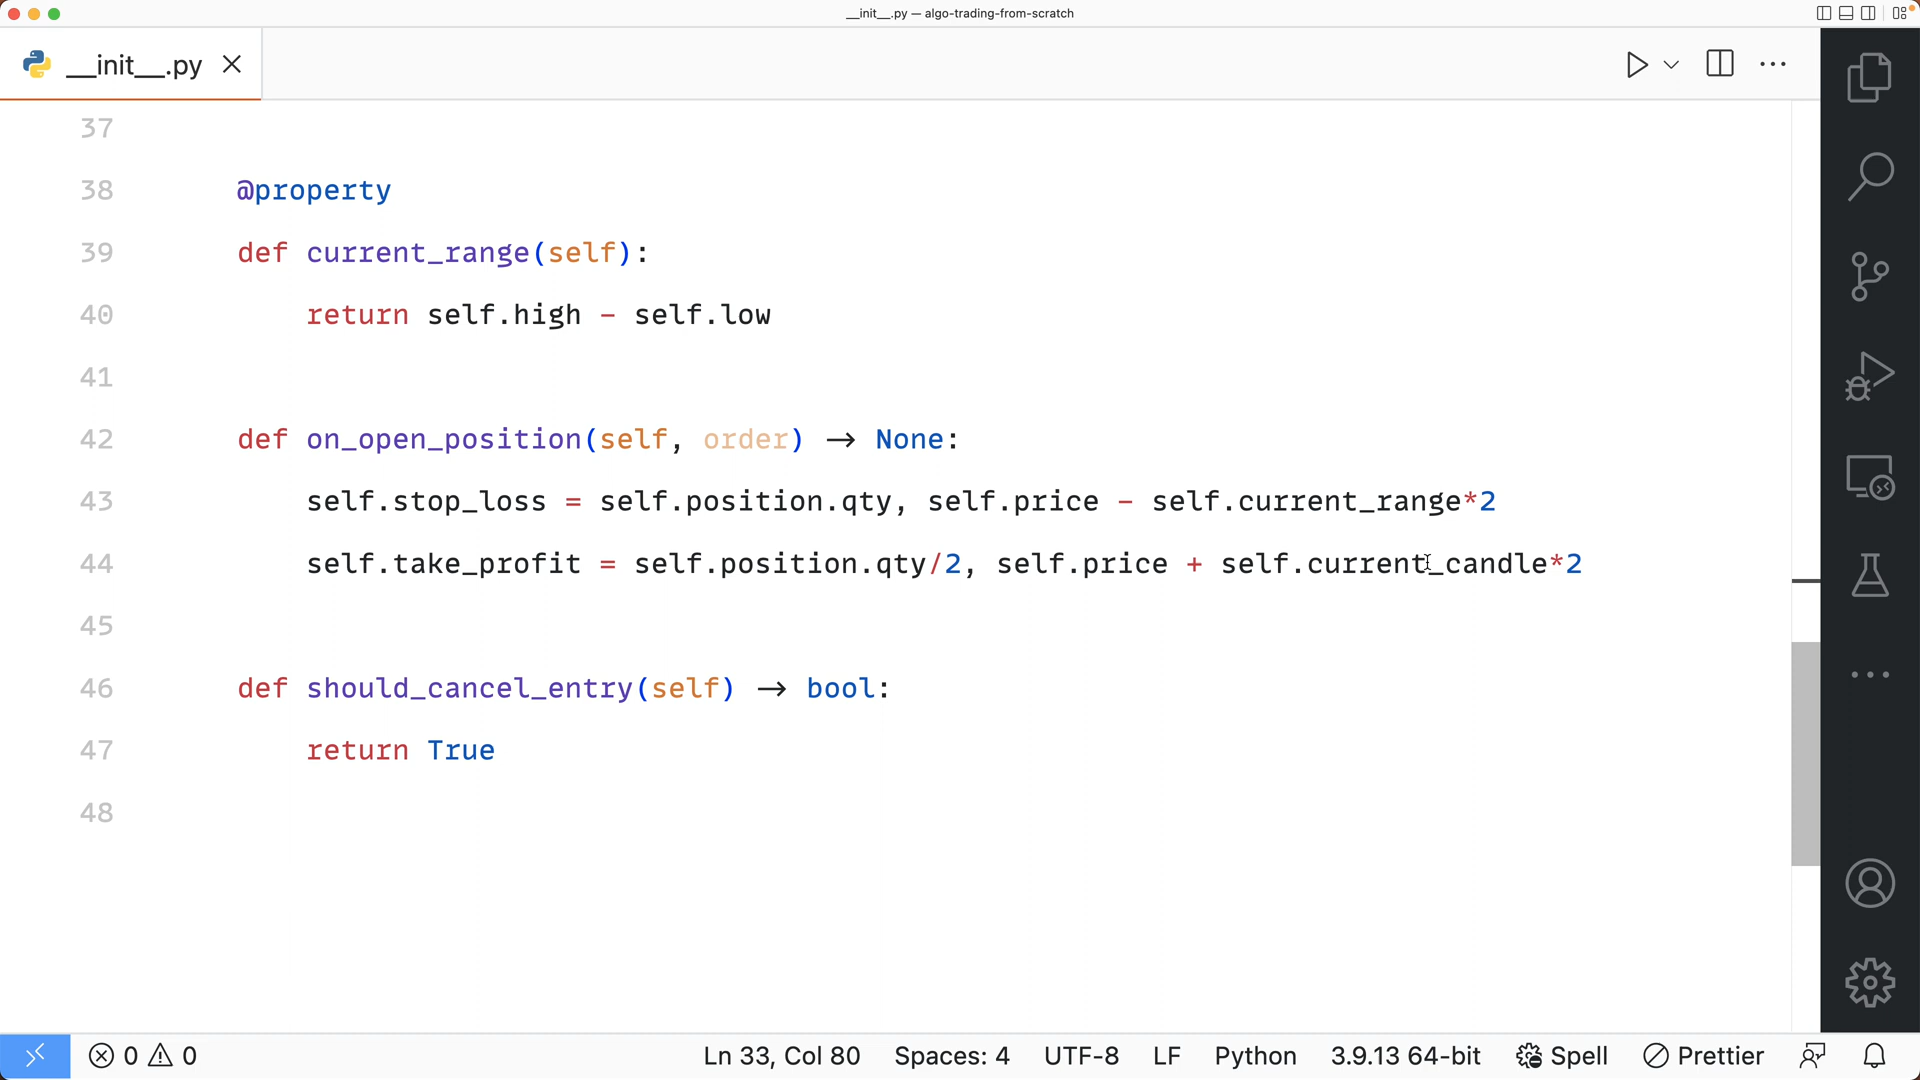 __init__.py — algo-trading-from-scratch
__init__.py
37
38 @property
39 def current_range(self):
40 return self.high - self.low
41
42 def on_open_position(self, order) → None:
43 self.stop_loss = self.position.qty, self.price - self.current_range*2
44 self.take_profit = self.position.qty/2, self.price + self.current_candle*2
45
46 def should_cancel_entry(self) → bool:
47 return True
48
0 0 Ln 33, Col 80 Spaces: 4 UTF-8 LF Python 3.9.13 64-bit Spell Prettier